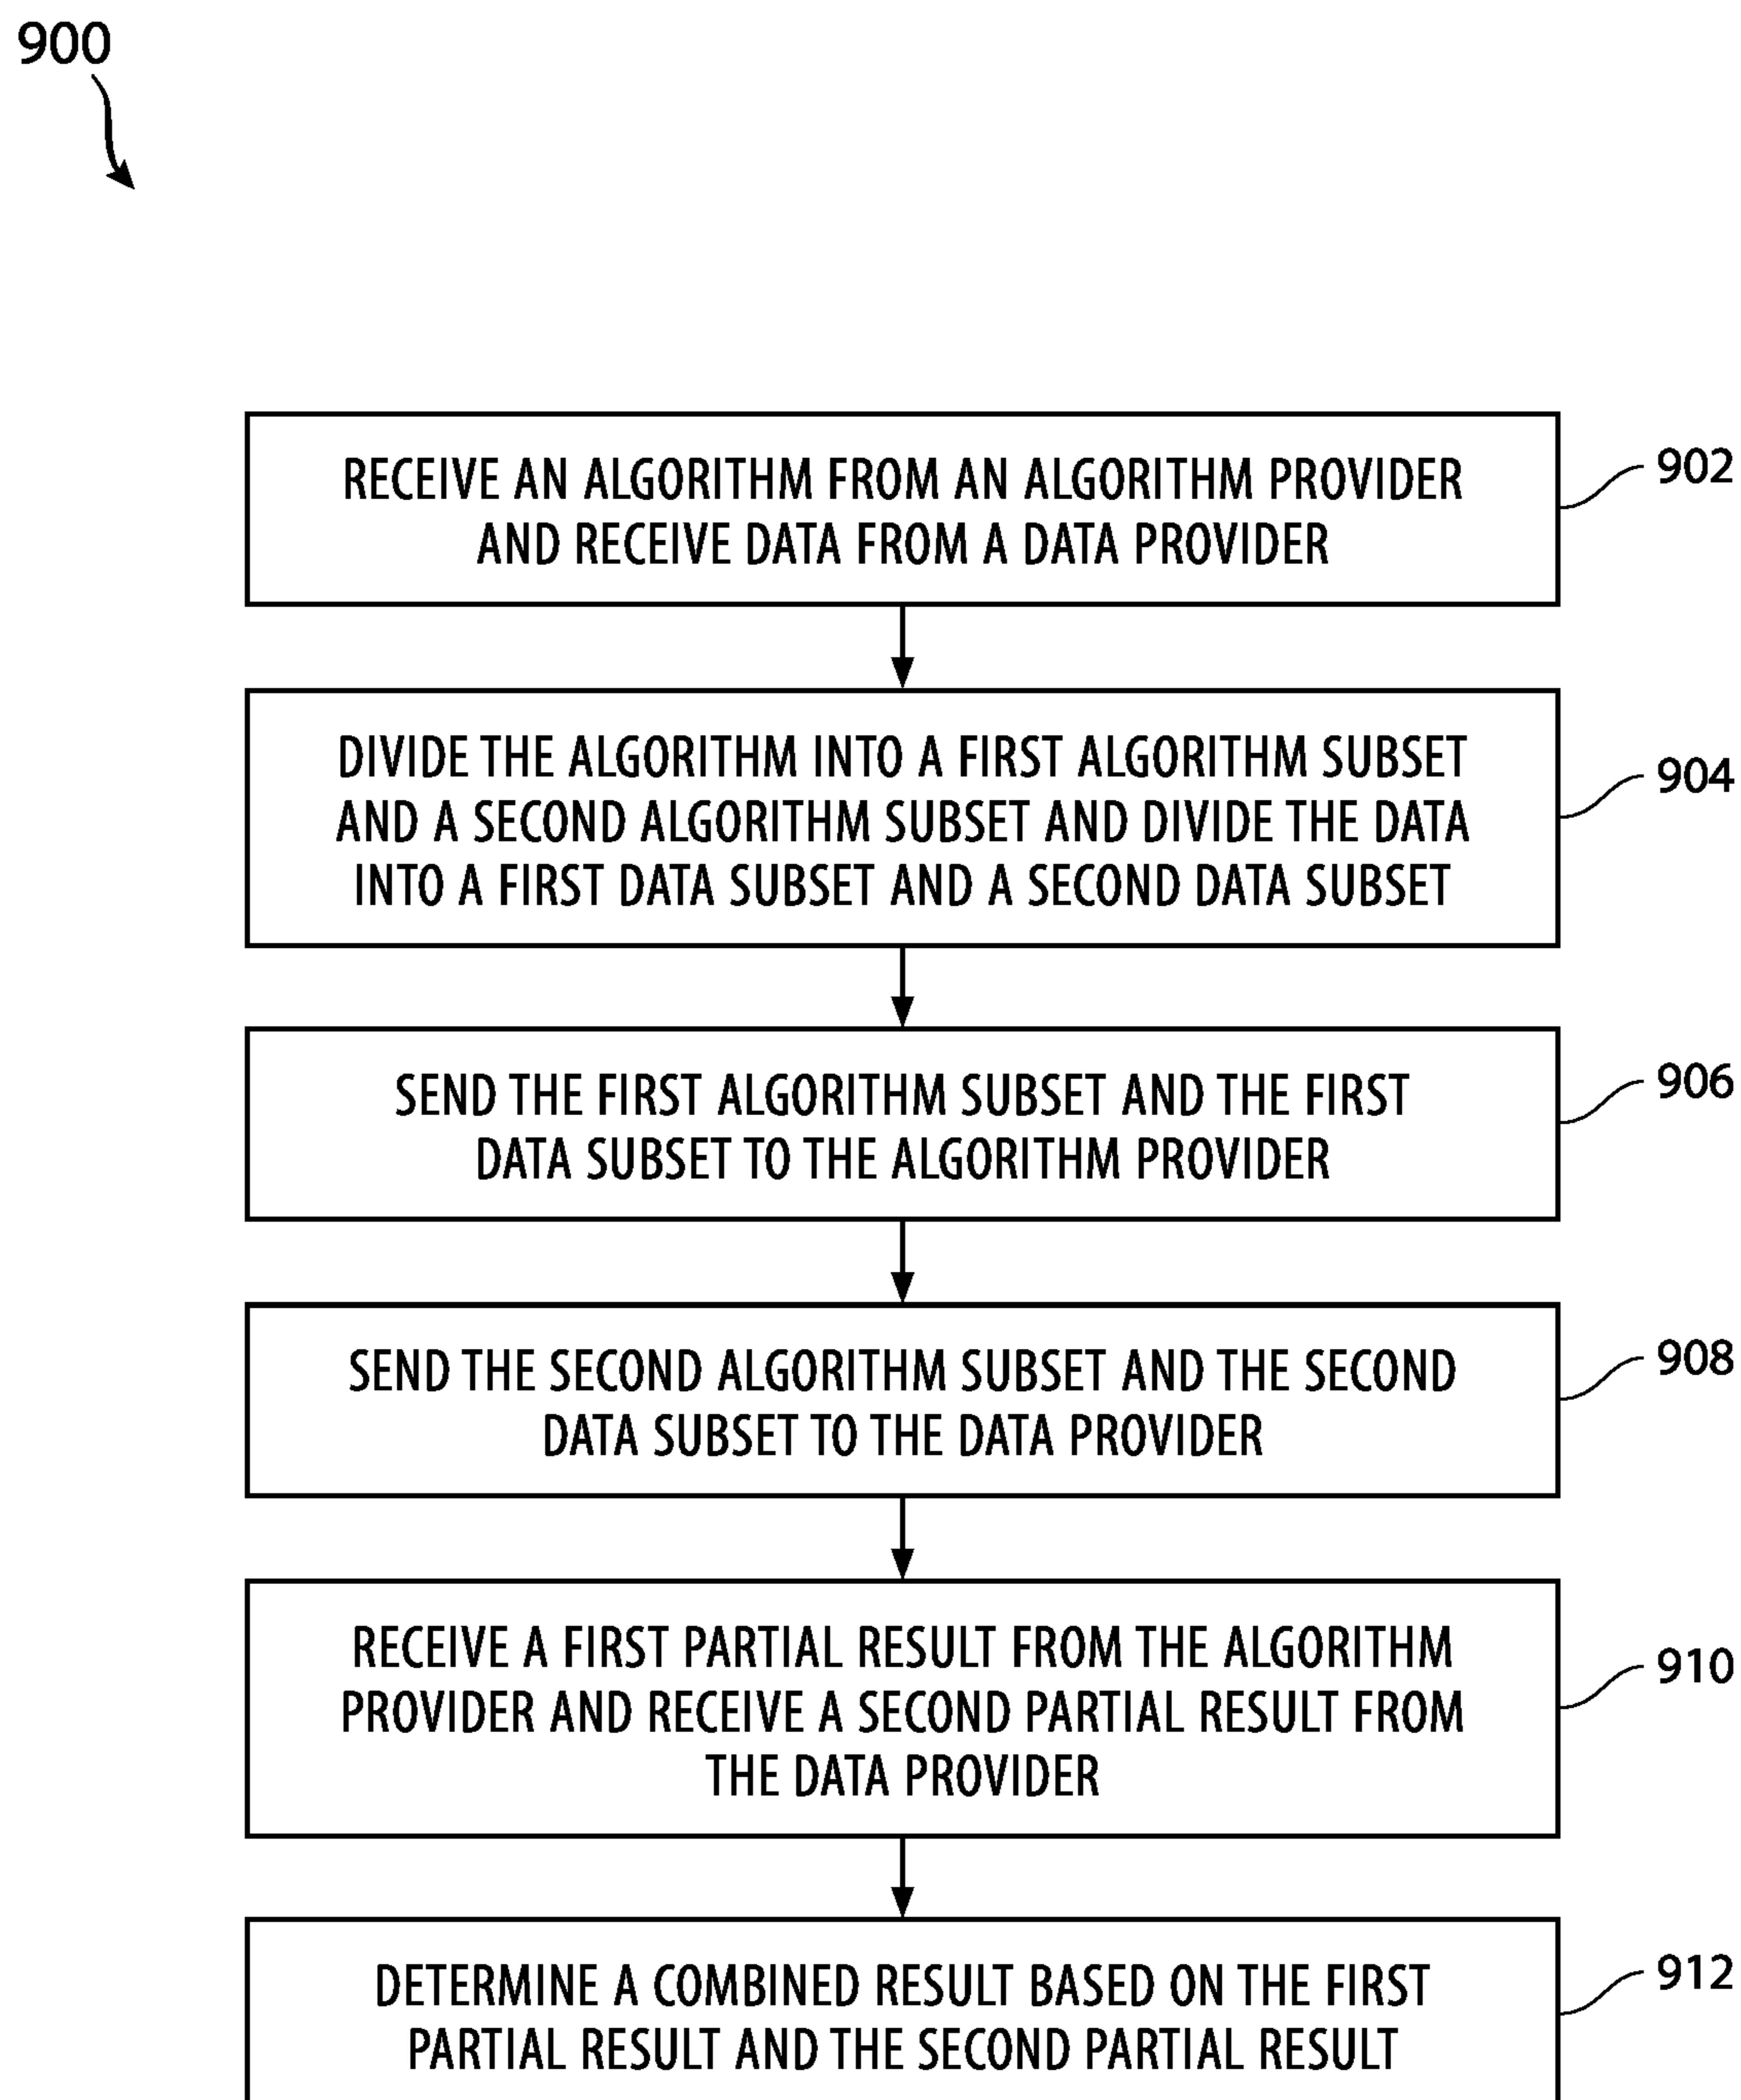 900
RECEIVE AN ALGORITHM FROM AN ALGORITHM PROVIDER
AND RECEIVE DATA FROM A DATA PROVIDER
902
DIVIDE THE ALGORITHM INTO A FIRST ALGORITHM SUBSET
AND A SECOND ALGORITHM SUBSET AND DIVIDE THE DATA
INTO A FIRST DATA SUBSET AND A SECOND DATA SUBSET
904
SEND THE FIRST ALGORITHM SUBSET AND THE FIRST
DATA SUBSET TO THE ALGORITHM PROVIDER
906
SEND THE SECOND ALGORITHM SUBSET AND THE SECOND
DATA SUBSET TO THE DATA PROVIDER
908
RECEIVE A FIRST PARTIAL RESULT FROM THE ALGORITHM
PROVIDER AND RECEIVE A SECOND PARTIAL RESULT FROM
THE DATA PROVIDER
910
DETERMINE A COMBINED RESULT BASED ON THE FIRST
PARTIAL RESULT AND THE SECOND PARTIAL RESULT
912